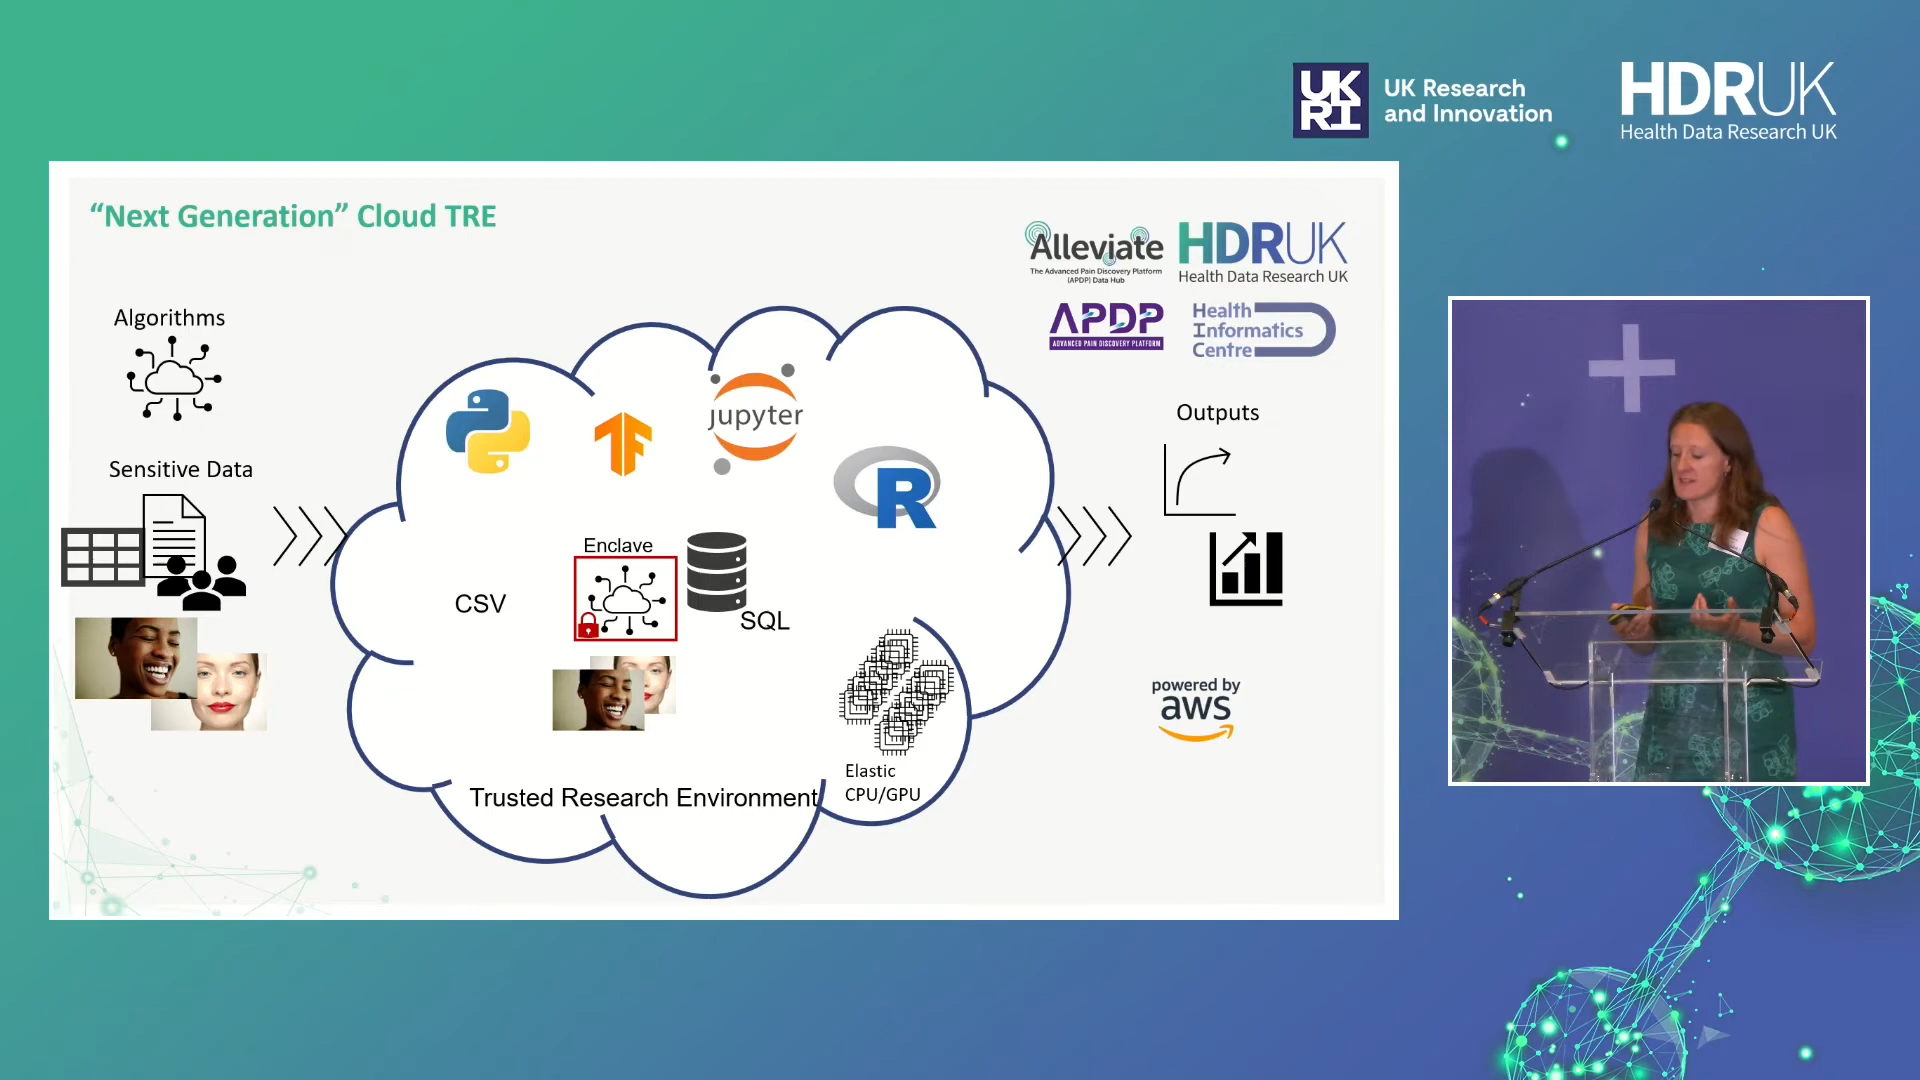 UK
RI
UK Research
and Innovation
HDRUK
Health Data Research UK
“Next Generation” Cloud TRE
Alleviate
The Advanced Pain Discovery Platform
(APDP) Data Hub
HDRUK
Health Data Research UK
APDP
ADVANCED PAIN DISCOVERY PLATFORM
Health
Informatics
Centre
Algorithms
Sensitive Data
jupyter
R
Enclave
CSV
SQL
Elastic
CPU/GPU
Trusted Research Environment
Outputs
powered by
aws